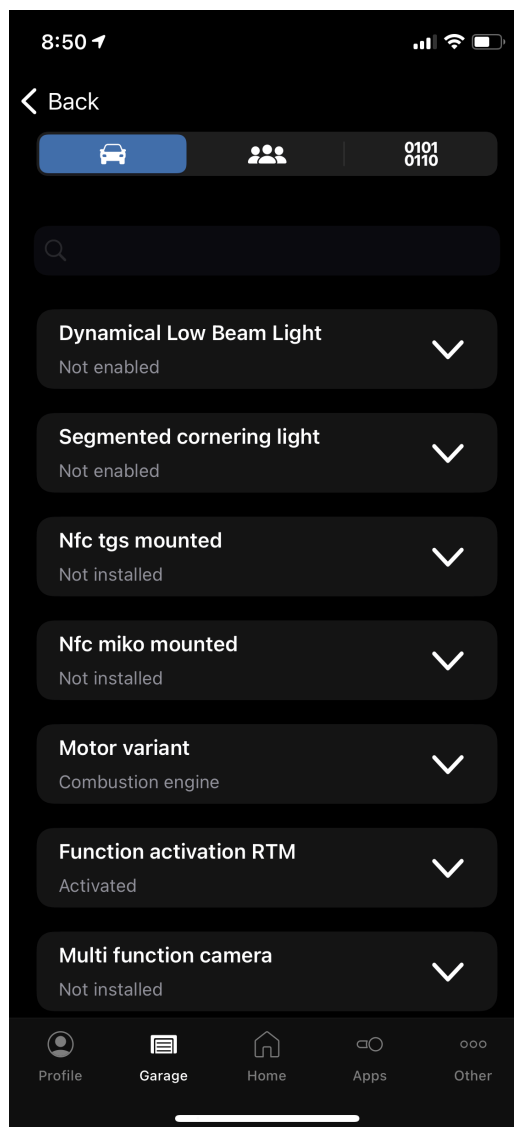 8:50
Back
0101
0110
Dynamical Low Beam Light
Not enabled
Segmented cornering light
Not enabled
Nfc tgs mounted
Not installed
Nfc miko mounted
Not installed
Motor variant
Combustion engine
Function activation RTM
Activated
Multi function camera
Not installed
Profile
Garage
Home
Apps
Other